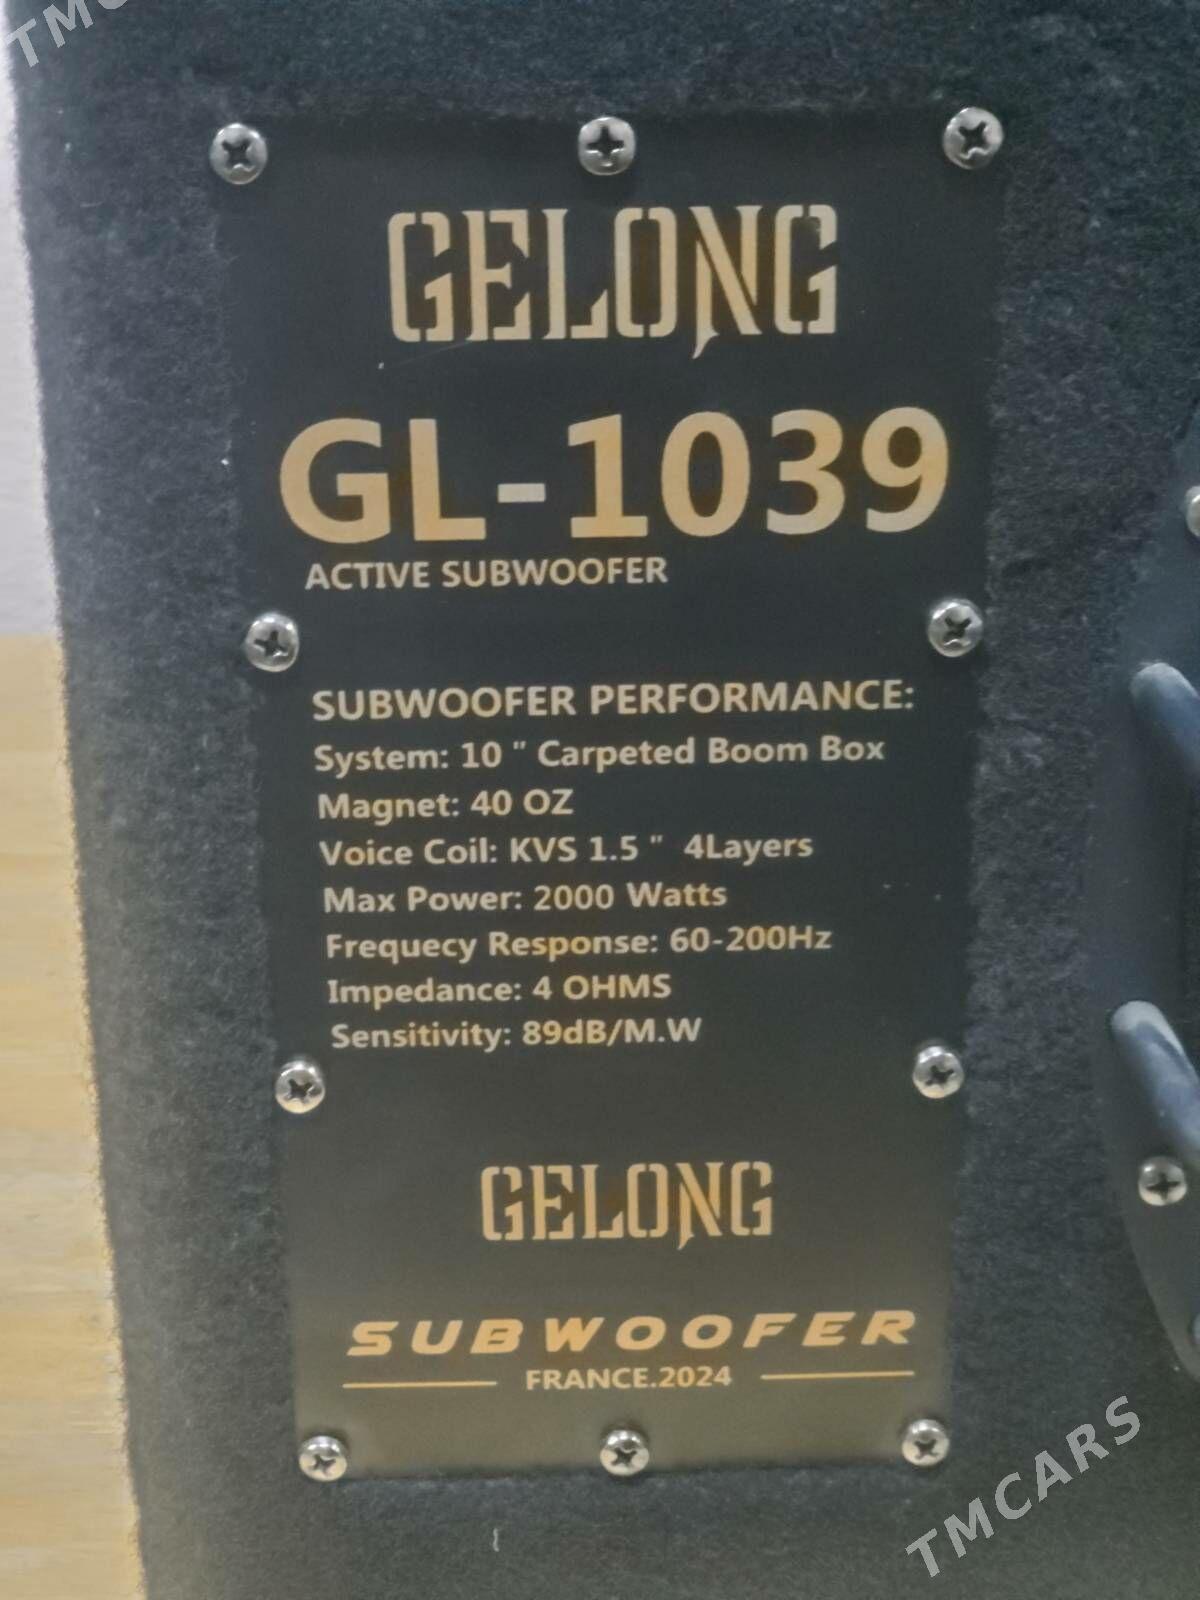 TMC
GELONG
GL-1039
ACTIVE SUBWOOFER
SUBWOOFER PERFORMANCE:
System: 10 " Carpeted Boom Box
Magnet: 40 OZ
Voice Coil: KVS 1.5 " 4Layers
Max Power: 2000 Watts
Frequecy Response: 60-200Hz
Impedance: 4 OHMS
Sensitivity: 89dB/M.W
GELONG
SUBWOOFER
FRANCE.2024
TMCARS